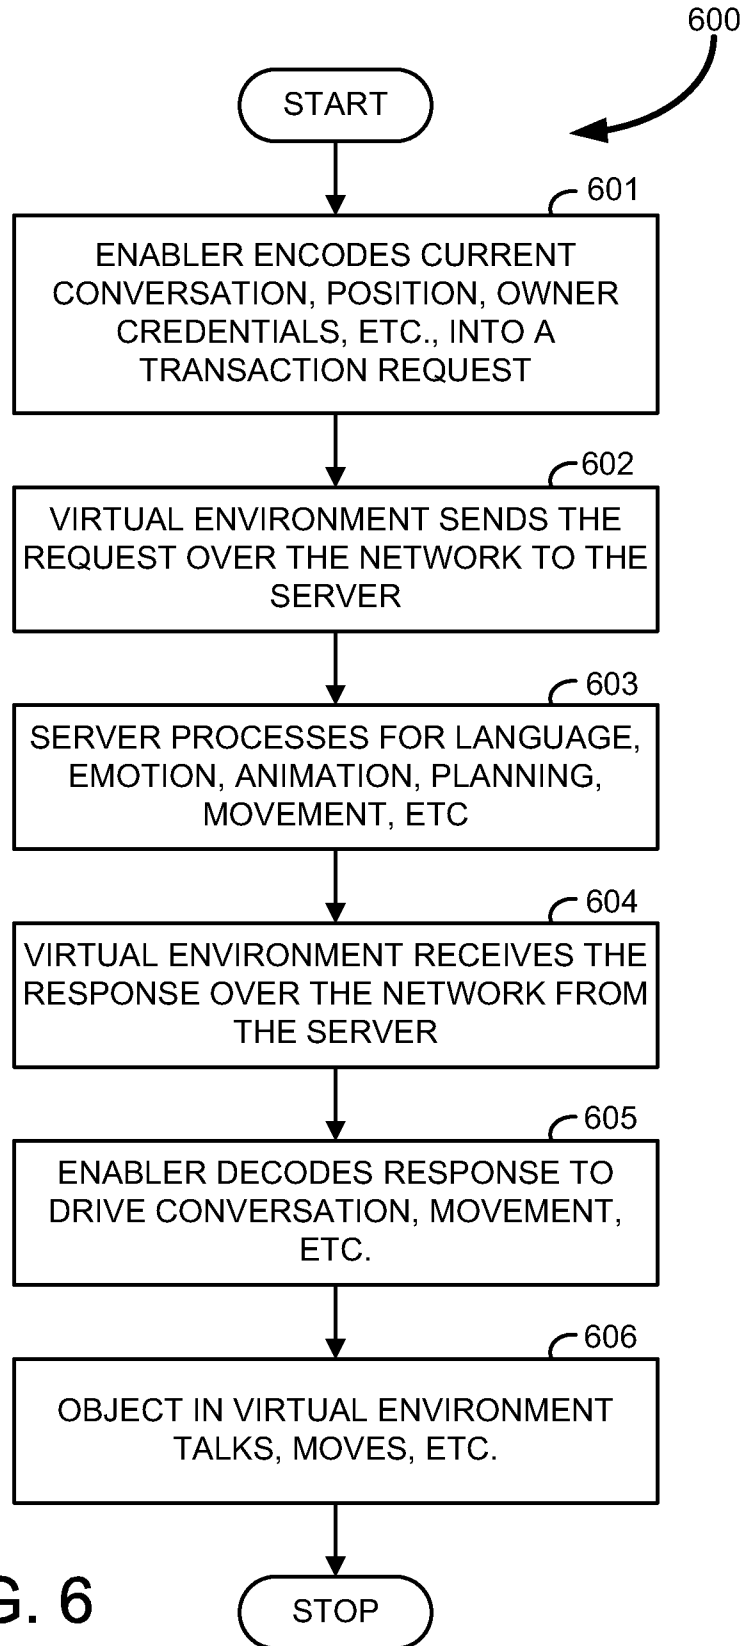 600
START
601
ENABLER ENCODES CURRENT
CONVERSATION, POSITION, OWNER
CREDENTIALS, ETC., INTO A
TRANSACTION REQUEST
602
VIRTUAL ENVIRONMENT SENDS THE
REQUEST OVER THE NETWORK TO THE
SERVER
603
SERVER PROCESSES FOR LANGUAGE,
EMOTION, ANIMATION, PLANNING,
MOVEMENT, ETC
604
VIRTUAL ENVIRONMENT RECEIVES THE
RESPONSE OVER THE NETWORK FROM
THE SERVER
605
ENABLER DECODES RESPONSE TO
DRIVE CONVERSATION, MOVEMENT,
ETC.
606
OBJECT IN VIRTUAL ENVIRONMENT
TALKS, MOVES, ETC.
G. 6
STOP